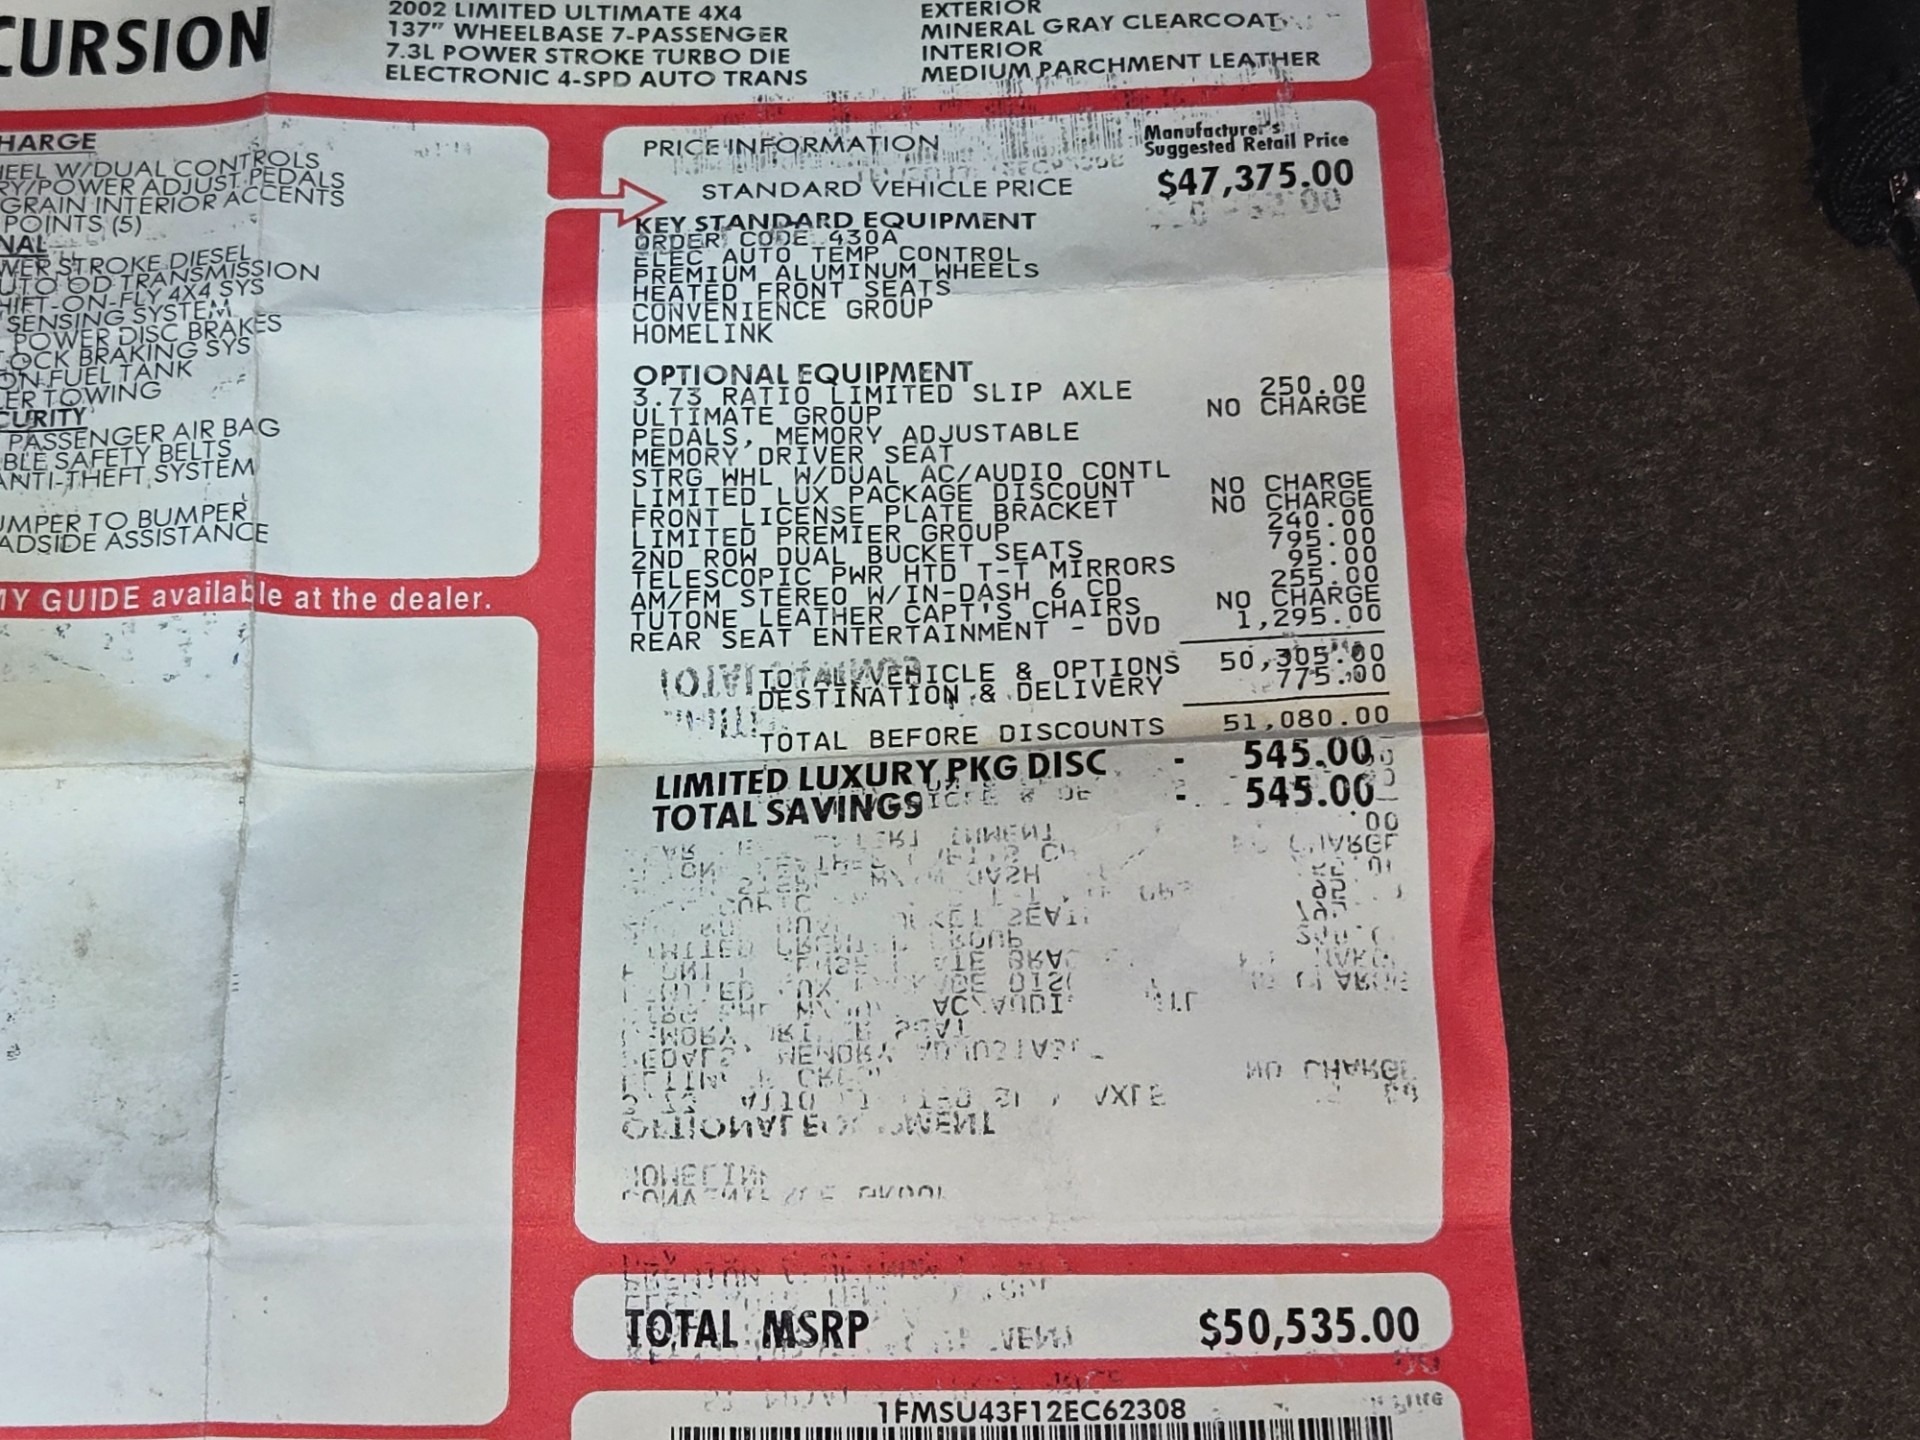 CURSION
2002 LIMITED ULTIMATE 4X4
137" WHEELBASE 7-PASSENGER
7.3L POWER STROKE TURBO DIE
ELECTRONIC 4-SPD AUTO TRANS
EXTERIOR
MINERAL GRAY CLEARCOAT
INTERIOR
MEDIUM PARCHMENT LEATHER
HARGE
HEEL W/DUAL CONTROLS
RY/POWER ADJUST PEDALS
GRAIN INTERIOR ACCENTS
POINTS (5)
NAL
WER STROKE DIESEL
UTO OD TRANSMISSION
HIFT-ON-FLY 4X4 SYS
SENSING SYSTEM
POWER DISC BRAKES
OCK BRAKING SYS
ON FUEL TANK
ER TOWING
CURITY
PASSENGER AIR BAG
BLE SAFETY BELTS
ANTI-THEFT SYSTEM
UMPER TO BUMPER
ADSIDE ASSISTANCE
MY GUIDE available at the dealer.
PRICE INFORMATION
Manufacturer's
Suggested Retail Price
STANDARD VEHICLE PRICE $47,375.00
KEY STANDARD EQUIPMENT
ORDER CODE 430A
ELEC AUTO TEMP CONTROL
PREMIUM ALUMINUM WHEELS
HEATED FRONT SEATS
CONVENIENCE GROUP
HOMELINK
OPTIONAL EQUIPMENT
3.73 RATIO LIMITED SLIP AXLE 250.00
ULTIMATE GROUP NO CHARGE
PEDALS, MEMORY ADJUSTABLE
MEMORY DRIVER SEAT
STRG WHL W/DUAL AC/AUDIO CONTL
LIMITED LUX PACKAGE DISCOUNT NO CHARGE
FRONT LICENSE PLATE BRACKET NO CHARGE
LIMITED PREMIER GROUP 240.00
2ND ROW DUAL BUCKET SEATS 795.00
TELESCOPIC PWR HTD T-T MIRRORS 95.00
AM/FM STEREO W/IN-DASH 6 CD 255.00
TUTONE LEATHER CAPT'S CHAIRS NO CHARGE
REAR SEAT ENTERTAINMENT - DVD 1,295.00
TOTAL VEHICLE & OPTIONS 50,305.00
DESTINATION & DELIVERY 775.00
TOTAL BEFORE DISCOUNTS 51,080.00
LIMITED LUXURY PKG DISC - 545.00
TOTAL SAVINGS - 545.00
TOTAL MSRP $50,535.00
1FMSU43F12EC62308